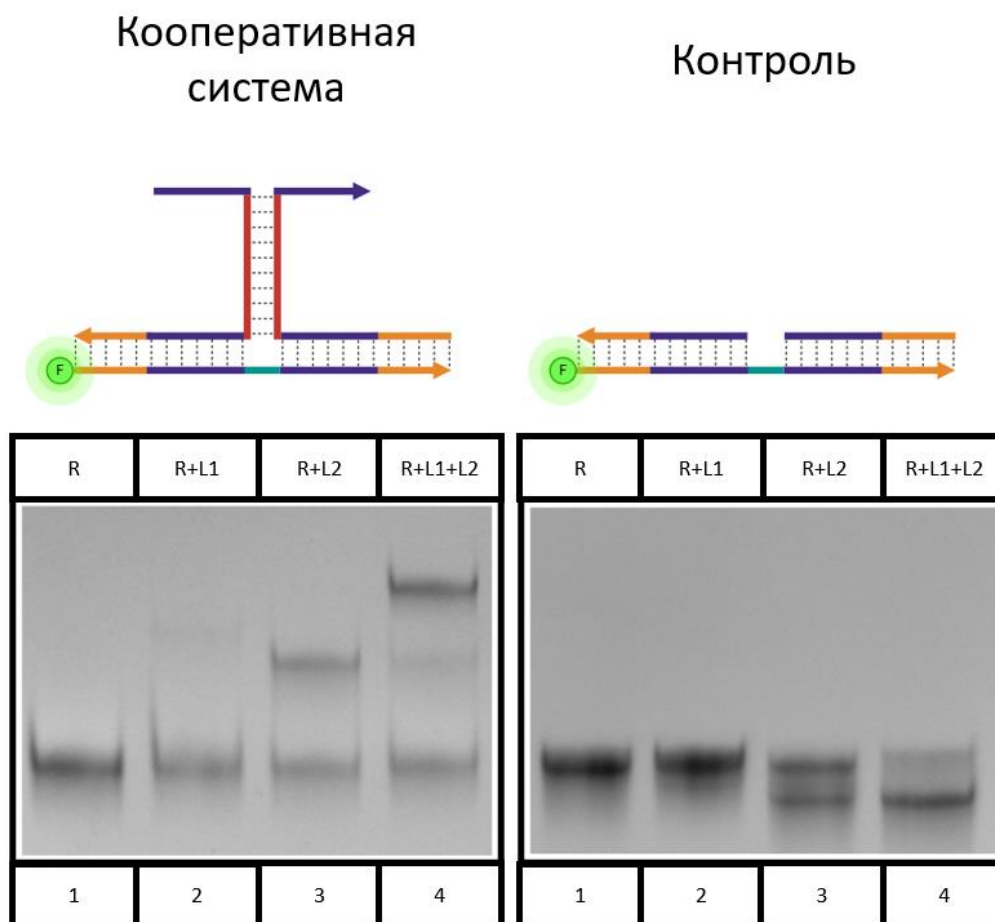 Кооперативная
система
Контроль
F
F
R R+L1 R+L2 R+L1+L2
R R+L1 R+L2 R+L1+L2
1 2 3 4
1 2 3 4